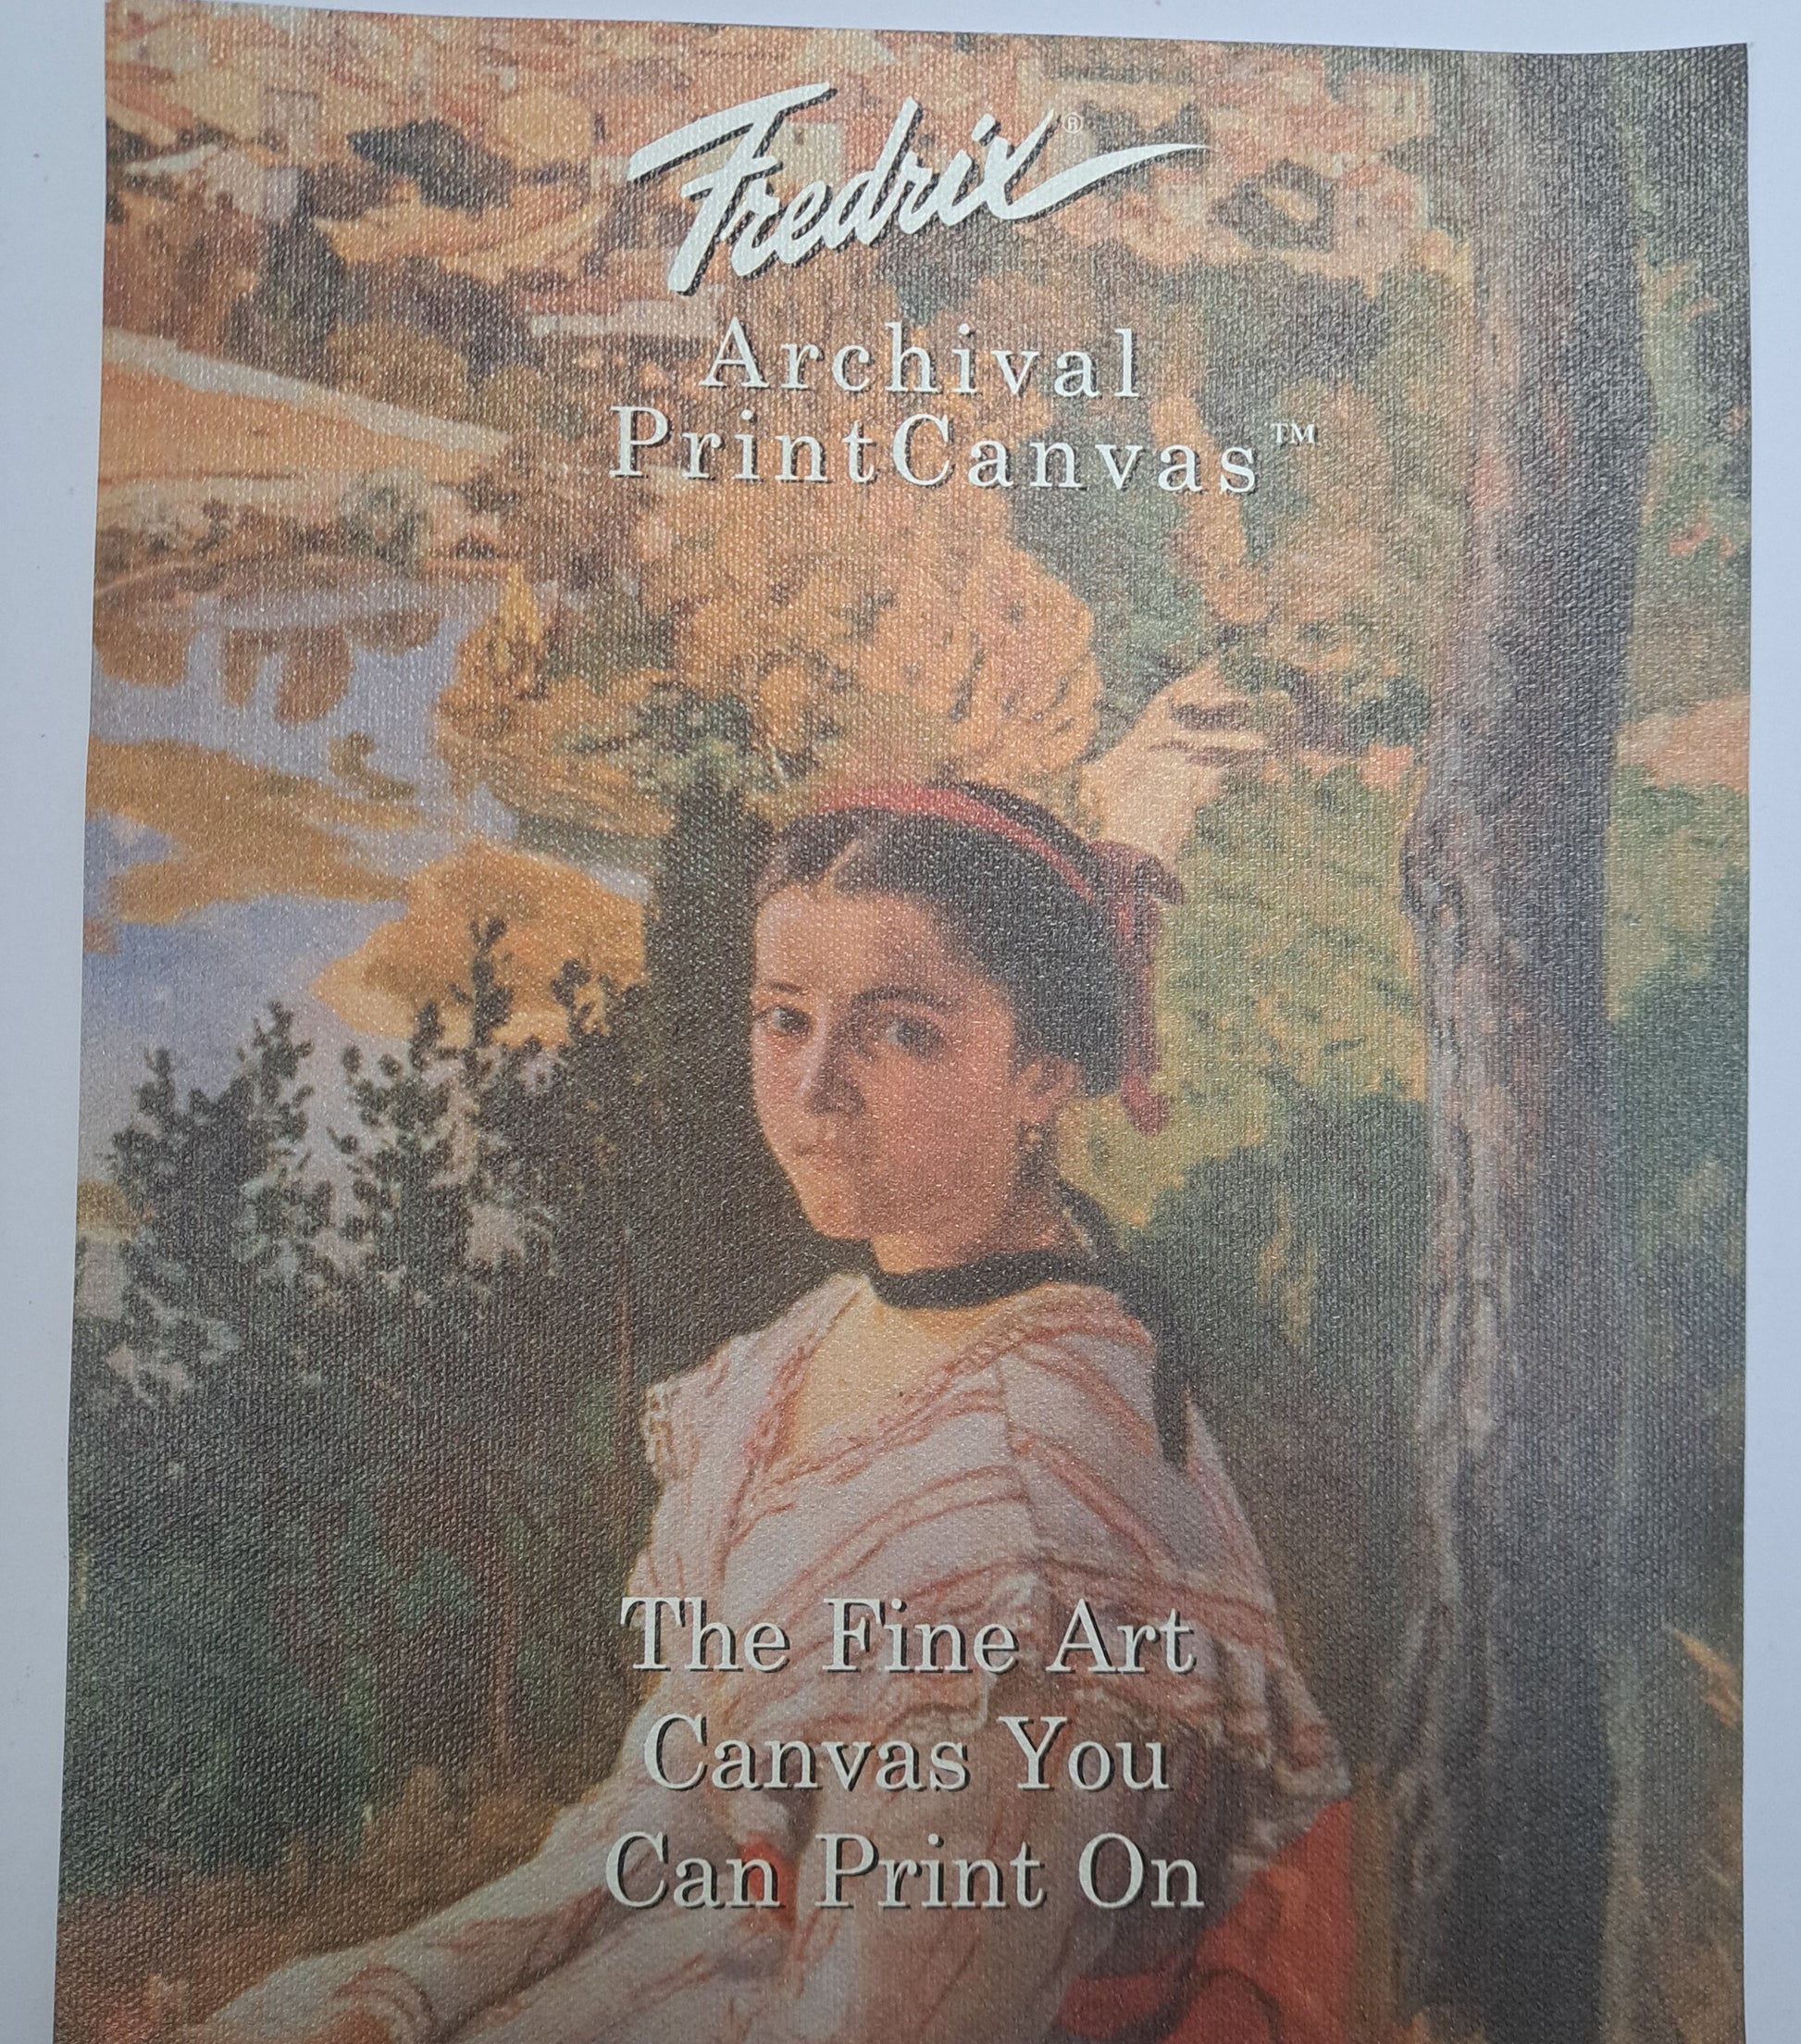 Fredrix®
Archival
PrintCanvas™
The Fine Art
Canvas You
Can Print On